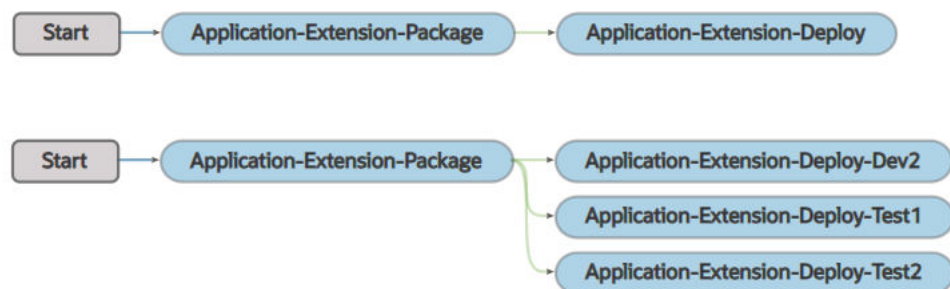 Start Application-Extension-Package Application-Extension-Deploy
Start Application-Extension-Package Application-Extension-Deploy-Dev2
Application-Extension-Deploy-Test1
Application-Extension-Deploy-Test2